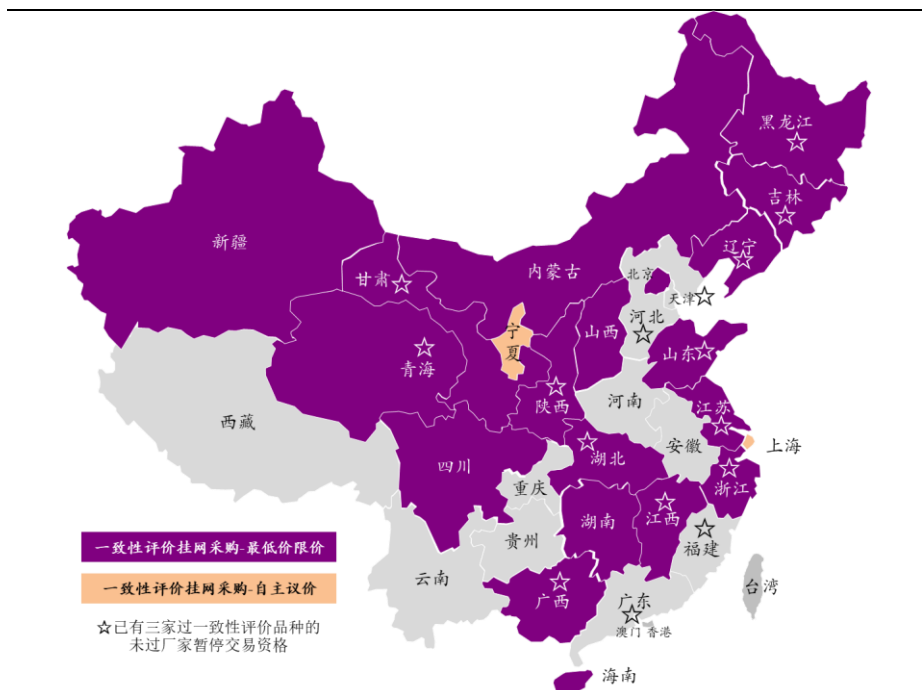 黑龙江
吉林
辽宁
新疆
内蒙古
甘肃
北京
天津
河北
宁
夏
山西
山东
青海
陕西
河南
江苏
西藏
安徽
上海
四川
湖北
浙江
重庆
湖南
江西
贵州
福建
云南
广西
广东
台湾
澳门 香港
海南
一致性评价挂网采购-最低价限价
一致性评价挂网采购-自主议价
☆已有三家过一致性评价品种的
未过厂家暂停交易资格